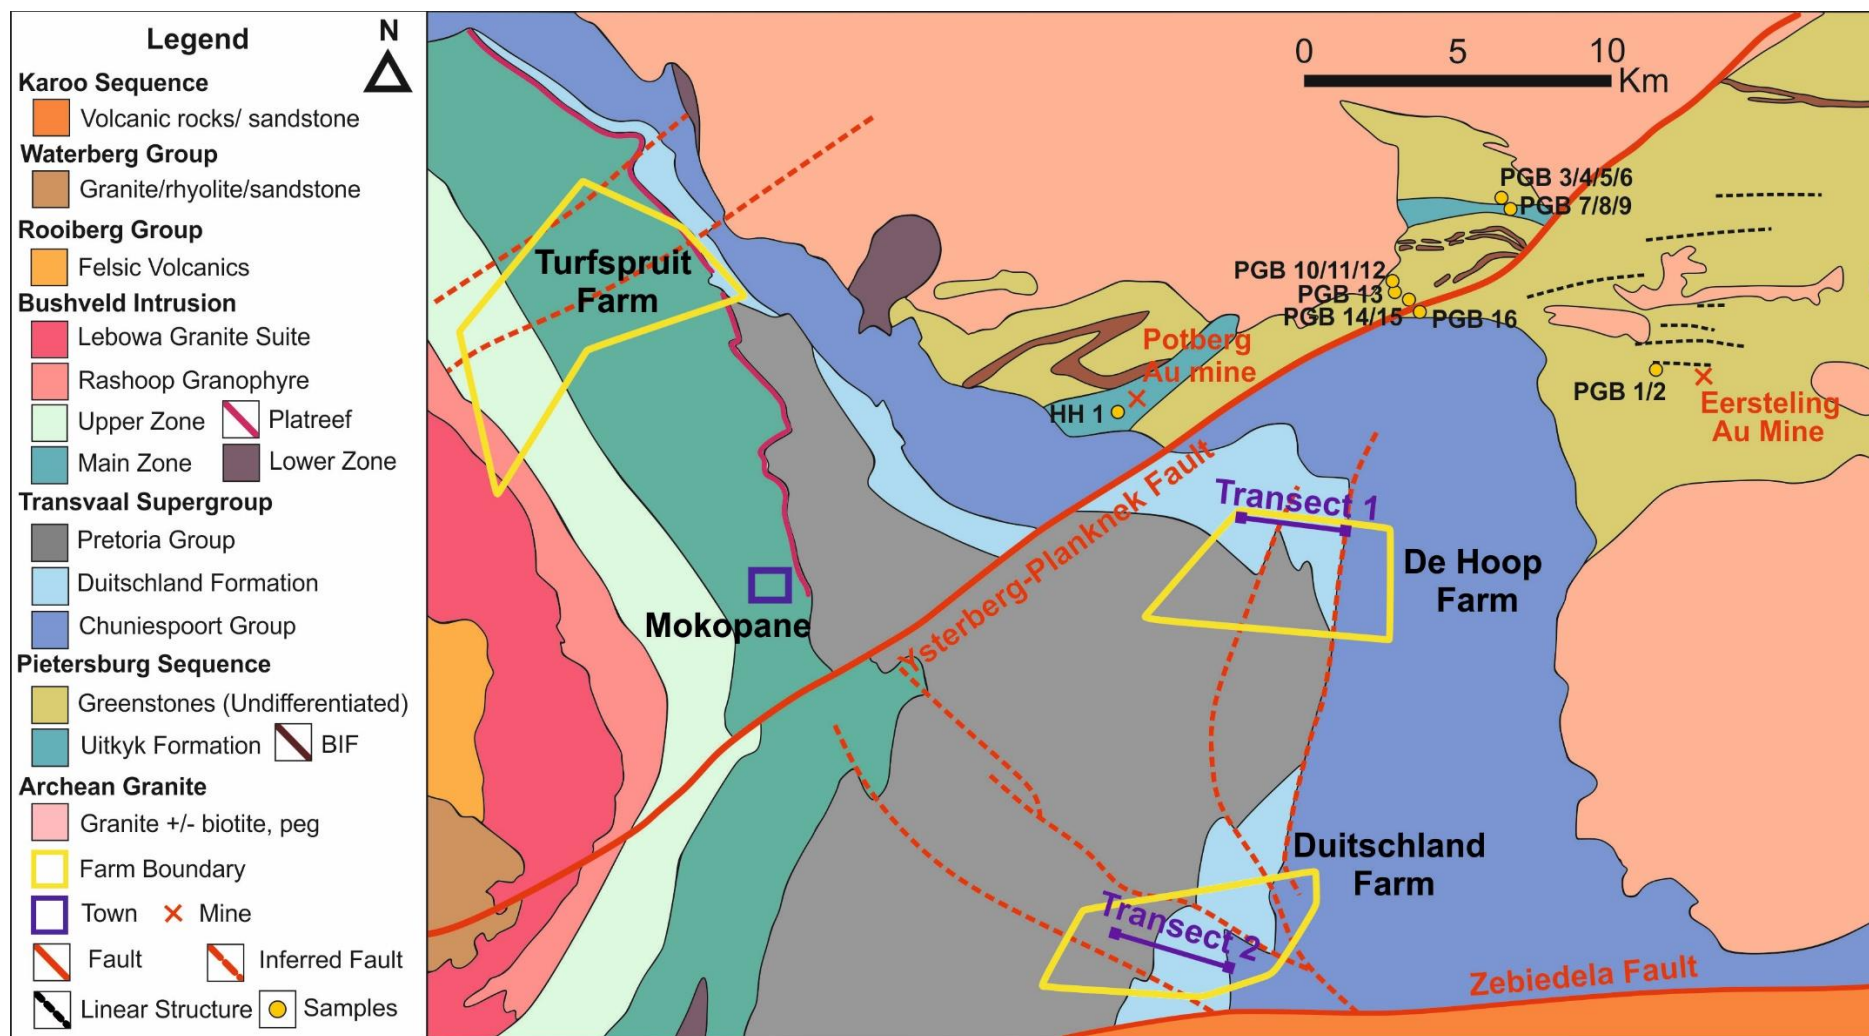 Legend
N
Karoo Sequence
Volcanic rocks/ sandstone
Waterberg Group
Granite/rhyolite/sandstone
Rooiberg Group
Felsic Volcanics
Bushveld Intrusion
Lebowa Granite Suite
Rashoop Granophyre
Upper Zone
Platreef
Main Zone
Lower Zone
Transvaal Supergroup
Pretoria Group
Duitschland Formation
Chuniespoort Group
Pietersburg Sequence
Greenstones (Undifferentiated)
Uitkyk Formation
BIF
Archean Granite
Granite +/- biotite, peg
Farm Boundary
Town
Mine
Fault
Inferred Fault
Linear Structure
Samples
0 5 10
Km
PGB 3/4/5/6
PGB 7/8/9
Turfspruit
Farm
PGB 10/11/12
PGB 13
PGB 14/15
PGB 16
Potberg
Au mine
HH 1
PGB 1/2
Eersteling
Au Mine
Transect 1
Ysterberg-Planknek Fault
De Hoop
Farm
Mokopane
Duitschland
Farm
Transect 2
Zebiedela Fault